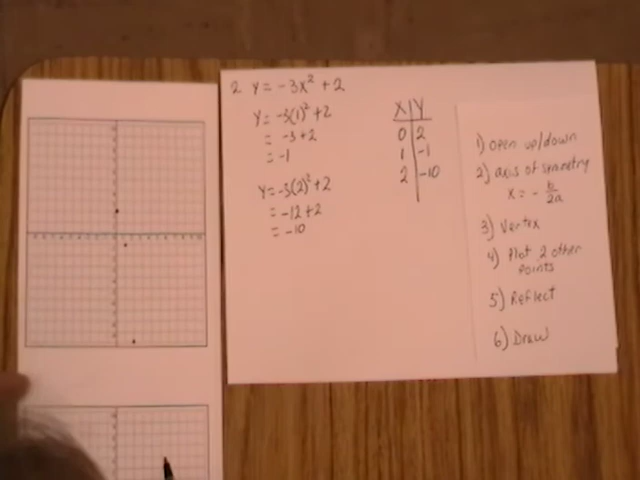 2 Y = -3x² + 2
Y = -3(1)² + 2
= -3 + 2
= -1
Y = -3(2)² + 2
= -12 + 2
= -10
X | Y
0 | 2
1 | -1
2 | -10
1) Open up/down
2) axis of symmetry
x = - b/2a
3) Vertex
4) Plot 2 other
points
5) Reflect
6) Draw